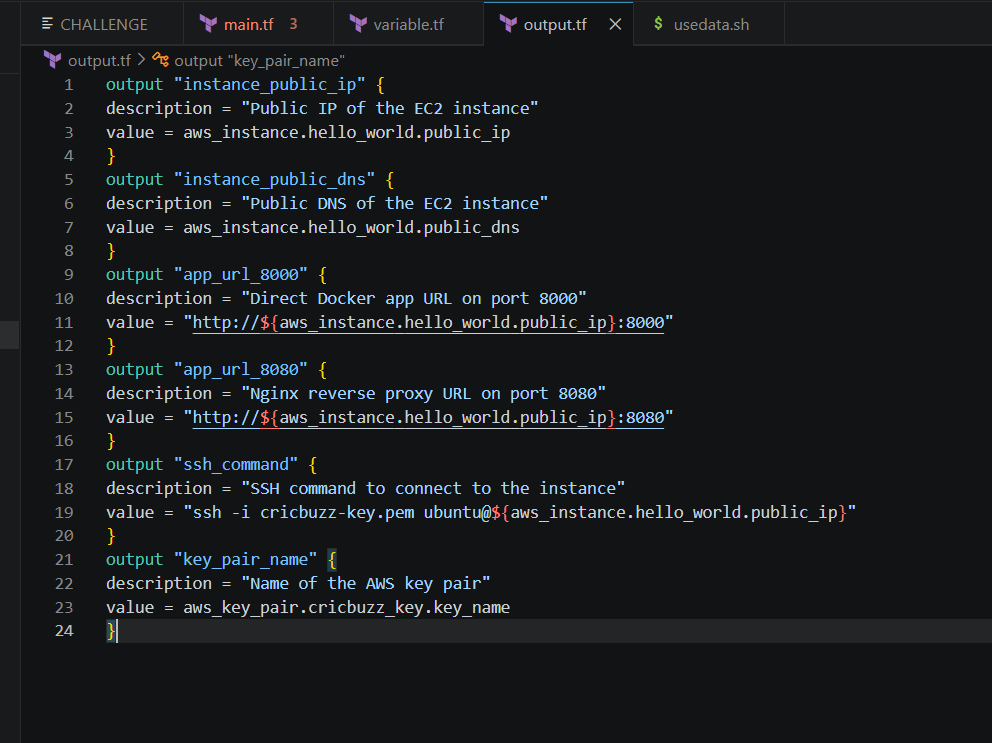 CHALLENGE main.tf 3 variable.tf output.tf $ usedata.sh
output.tf > output "key_pair_name"
1 output "instance_public_ip" {
2 description = "Public IP of the EC2 instance"
3 value = aws_instance.hello_world.public_ip
4 }
5 output "instance_public_dns" {
6 description = "Public DNS of the EC2 instance"
7 value = aws_instance.hello_world.public_dns
8 }
9 output "app_url_8000" {
10 description = "Direct Docker app URL on port 8000"
11 value = "http://${aws_instance.hello_world.public_ip}:8000"
12 }
13 output "app_url_8080" {
14 description = "Nginx reverse proxy URL on port 8080"
15 value = "http://${aws_instance.hello_world.public_ip}:8080"
16 }
17 output "ssh_command" {
18 description = "SSH command to connect to the instance"
19 value = "ssh -i cricbuzz-key.pem ubuntu@${aws_instance.hello_world.public_ip}"
20 }
21 output "key_pair_name" {
22 description = "Name of the AWS key pair"
23 value = aws_key_pair.cricbuzz_key.key_name
24 }